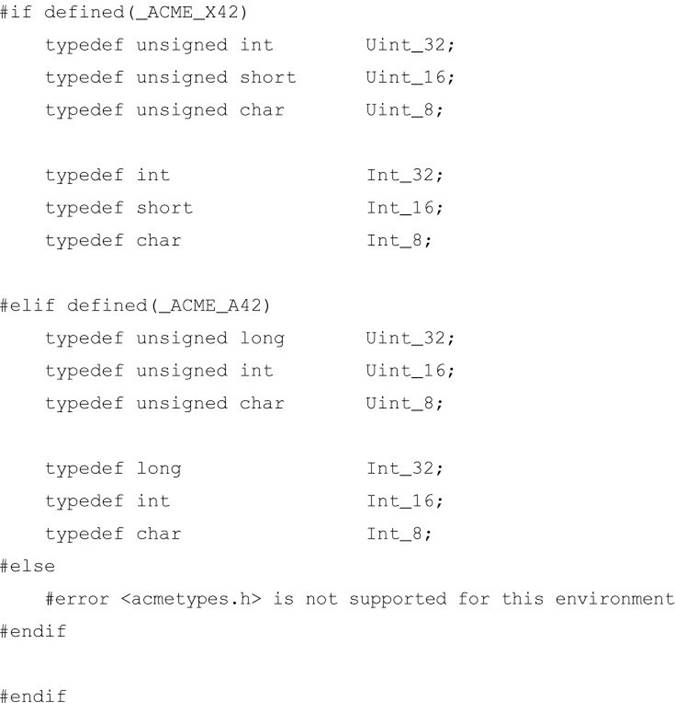 #if defined(_ACME_X42)
    typedef unsigned int        Uint_32;
    typedef unsigned short      Uint_16;
    typedef unsigned char       Uint_8;

    typedef int                 Int_32;
    typedef short               Int_16;
    typedef char                Int_8;

#elif defined(_ACME_A42)
    typedef unsigned long       Uint_32;
    typedef unsigned int        Uint_16;
    typedef unsigned char       Uint_8;

    typedef long                Int_32;
    typedef int                 Int_16;
    typedef char                Int_8;
#else
    #error <acmetypes.h> is not supported for this environment
#endif

#endif